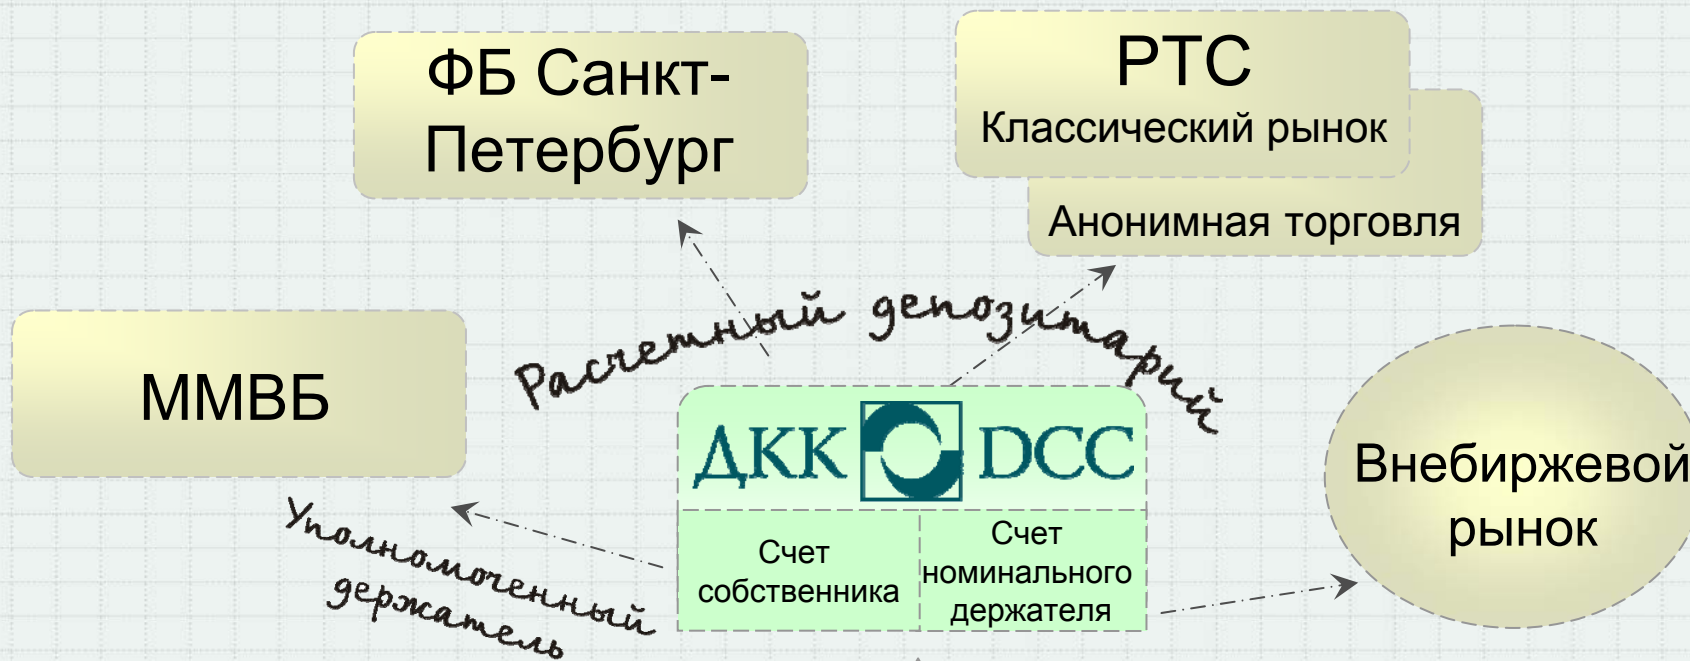 ФБ Санкт-
Петербург
РТС
Классический рынок
Анонимная торговля
Расчетный депозитарий
ММВБ
ДКК DCC
Внебиржевой
рынок
Уполномоченный
держатель
Счет
собственника
Счет
номинального
держателя